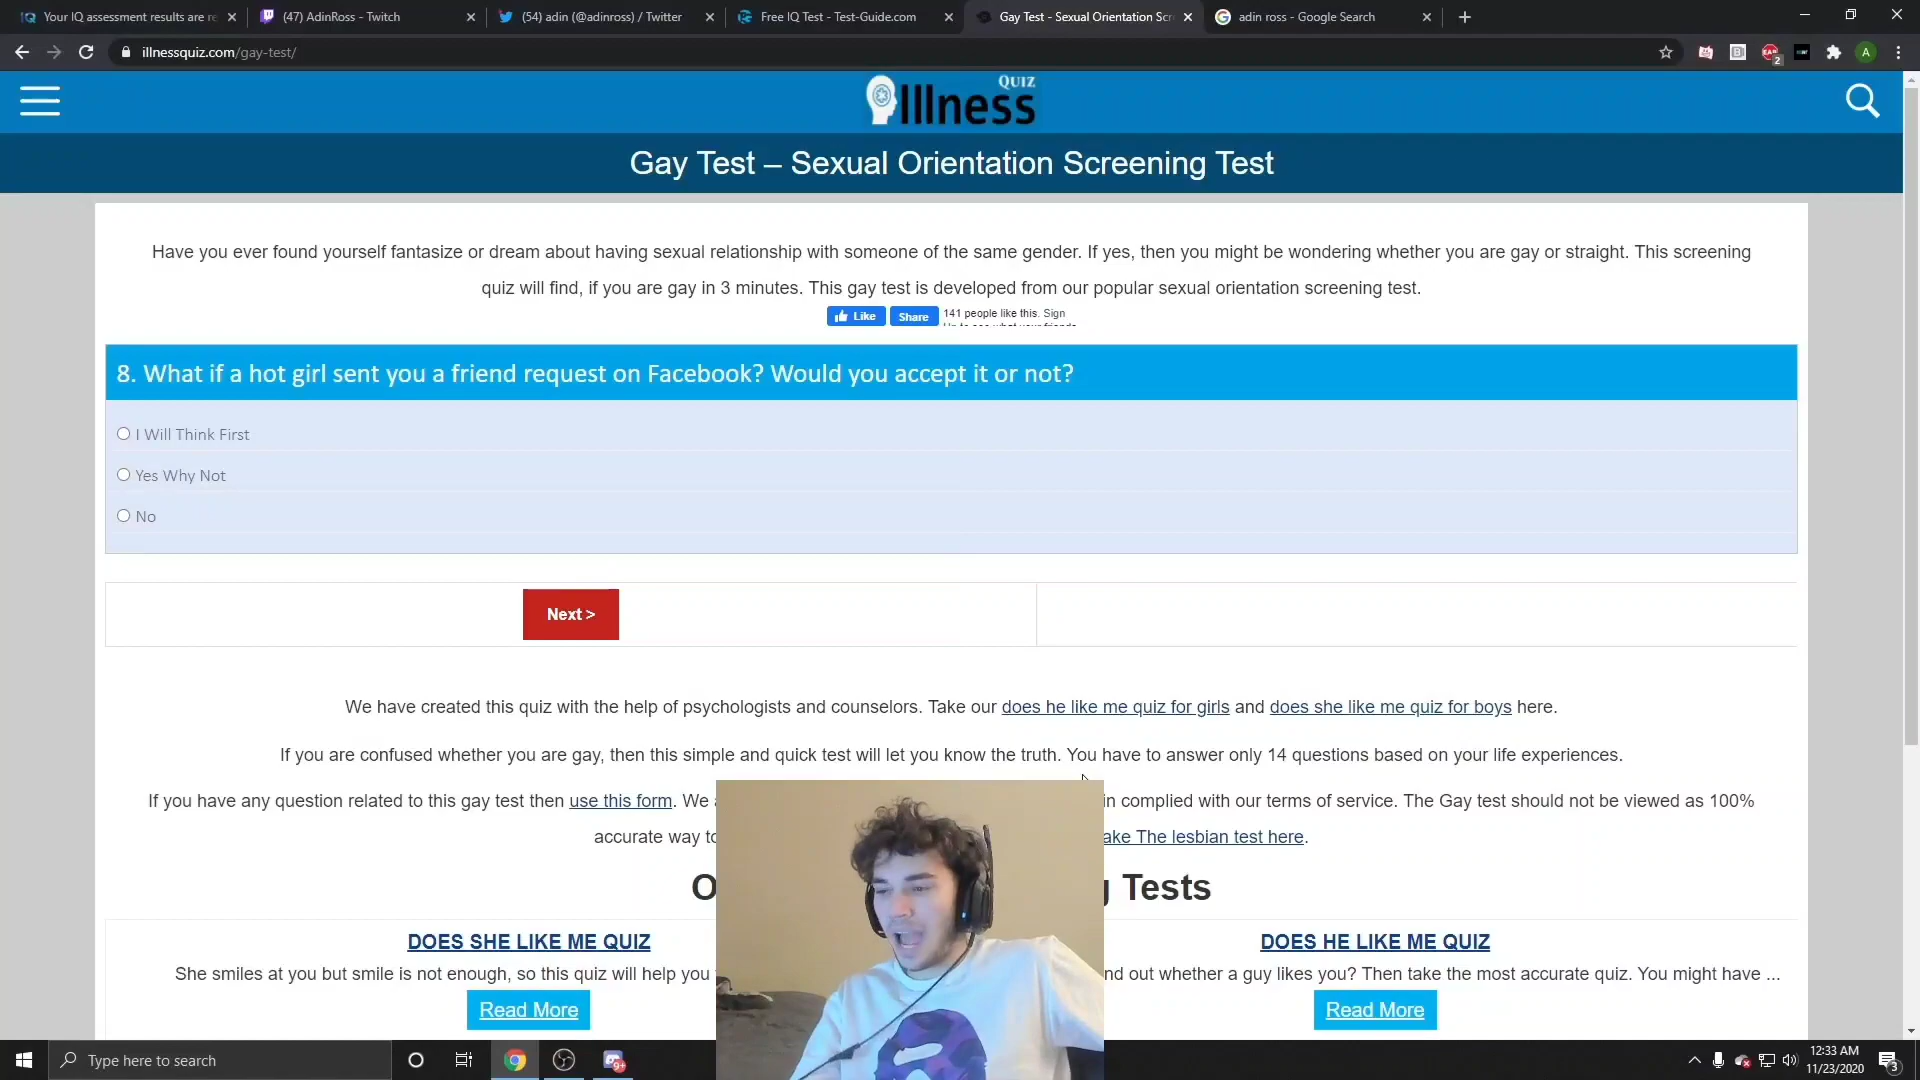 Your IQ assessment results are re
(47) AdinRoss - Twitch
(54) adin (@adinross) / Twitter
Free IQ Test - Test-Guide.com
Gay Test - Sexual Orientation Scr
adin ross - Google Search
illnessquiz.com/gay-test/
Quiz
Illness
Gay Test – Sexual Orientation Screening Test
Have you ever found yourself fantasize or dream about having sexual relationship with someone of the same gender. If yes, then you might be wondering whether you are gay or straight. This screening
quiz will find, if you are gay in 3 minutes. This gay test is developed from our popular sexual orientation screening test.
Like Share 141 people like this. Sign
8. What if a hot girl sent you a friend request on Facebook? Would you accept it or not?
I Will Think First
Yes Why Not
No
Next >
We have created this quiz with the help of psychologists and counselors. Take our does he like me quiz for girls and does she like me quiz for boys here.
If you are confused whether you are gay, then this simple and quick test will let you know the truth. You have to answer only 14 questions based on your life experiences.
If you have any question related to this gay test then use this form. We in complied with our terms of service. The Gay test should not be viewed as 100%
accurate way to ake The lesbian test here.
Tests
DOES SHE LIKE ME QUIZ
DOES HE LIKE ME QUIZ
She smiles at you but smile is not enough, so this quiz will help you
nd out whether a guy likes you? Then take the most accurate quiz. You might have ...
Read More
Read More
Type here to search
12:33 AM
11/23/2020